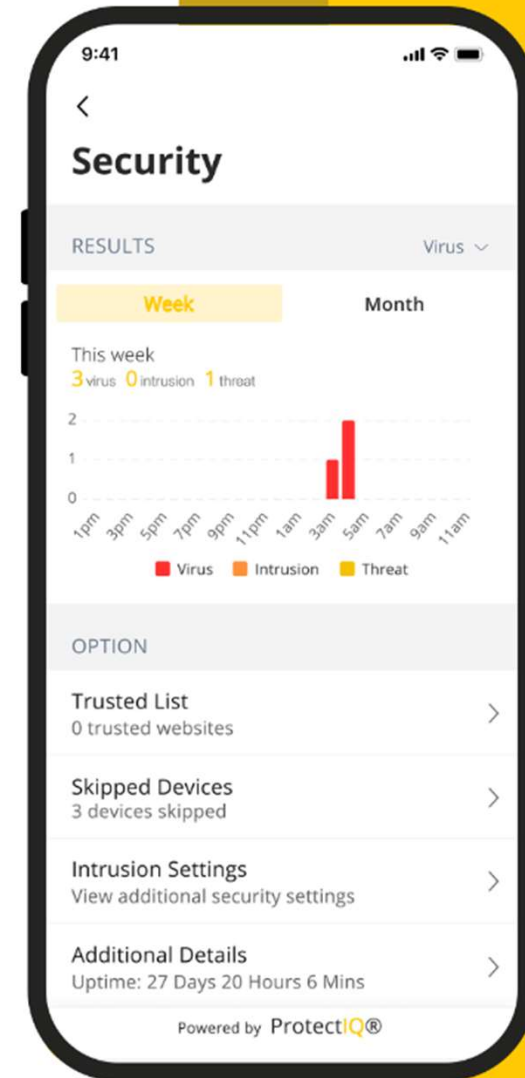 9:41
Security
RESULTS Virus
Week Month
This week
3 virus 0 intrusion 1 threat
2
1
0
1pm 3pm 5pm 7pm 9pm 11pm 1am 3am 5am 7am 9am 11am
Virus Intrusion Threat
OPTION
Trusted List
0 trusted websites
Skipped Devices
3 devices skipped
Intrusion Settings
View additional security settings
Additional Details
Uptime: 27 Days 20 Hours 6 Mins
Powered by ProtectIQ®